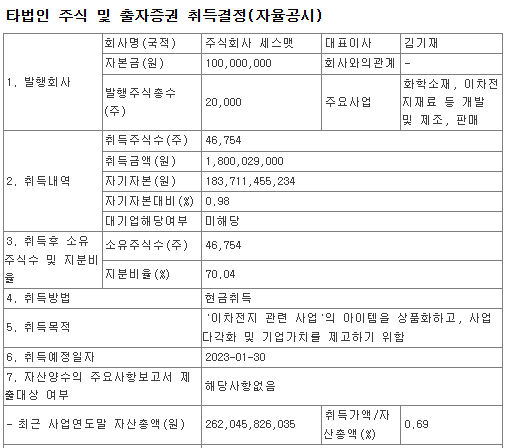 타법인 주식 및 출자증권 취득결정(자율공시)
1. 발행회사
회사명(국적)
주식회사 세스맷
대표이사
김기재
자본금(원)
100,000,000
회사와의관계
-
발행주식총수
(주)
20,000
주요사업
화학소재, 이차전
지재료 등 개발
및 제조, 판매
2. 취득내역
취득주식수(주)
46,754
취득금액(원)
1,800,029,000
자기자본(원)
183,711,455,234
자기자본대비(%)
0.98
대기업해당여부
미해당
3. 취득후 소유
주식수 및 지분비
율
소유주식수(주)
46,754
지분비율(%)
70.04
4. 취득방법
현금취득
5. 취득목적
'이차전지 관련 사업'의 아이템을 상품화하고, 사업
다각화 및 기업가치를 제고하기 위함
6. 취득예정일자
2023-01-30
7. 자산양수의 주요사항보고서 제
출대상 여부
해당사항없음
- 최근 사업연도말 자산총액(원)
262,045,826,035
취득가액/자
산총액(%)
0.69